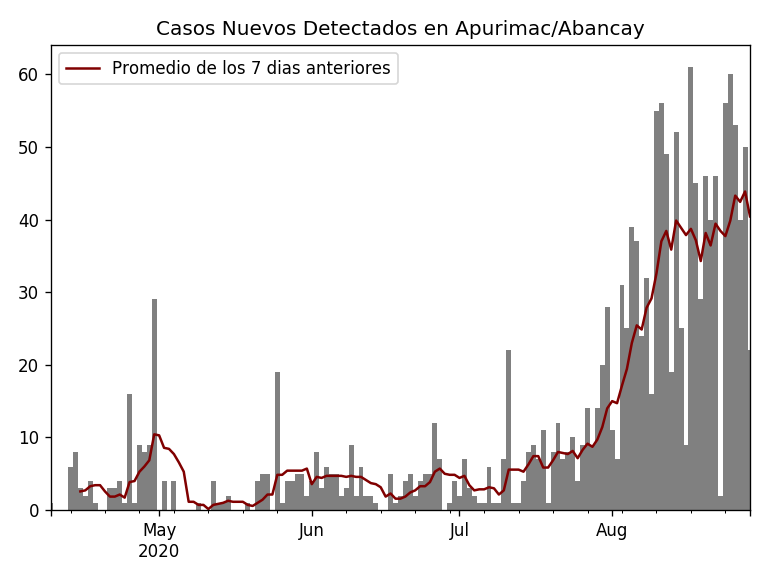 Casos Nuevos Detectados en Apurimac/Abancay
Promedio de los 7 dias anteriores
60
50
40
30
20
10
0
May
2020
Jun
Jul
Aug